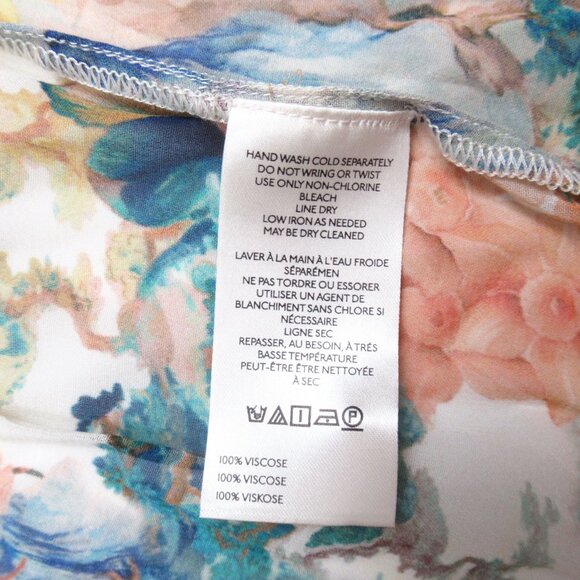 HAND WASH COLD SEPARATELY
DO NOT WRING OR TWIST
USE ONLY NON-CHLORINE
BLEACH
LINE DRY
LOW IRON AS NEEDED
MAY BE DRY CLEANED
LAVER À LA MAIN À L'EAU FROIDE
SÉPARÉMEN
NE PAS TORDRE OU ESSORER
UTILISER UN AGENT DE
BLANCHIMENT SANS CHLORE SI
NÉCESSAIRE
LIGNE SEC
REPASSER, AU BESOIN, À TRÉS
BASSE TEMPÉRATURE
PEUT-ÊTRE ÊTRE NETTOYÉE
À SEC
P
100% VISCOSE
100% VISCOSE
100% VISKOSE